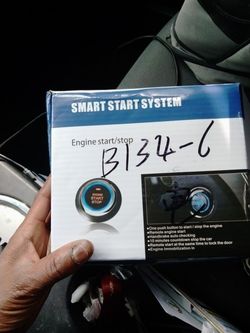 SMART START SYSTEM
Engine start/stop
B134-6
ENGINE
START
STOP
●One push button to start / stop the engine
●Remote engine start
●Handbrake auto checking
●10 minutes countdown stop the car
●Remote start at the same time to lock the door
●Engine Immobilization in